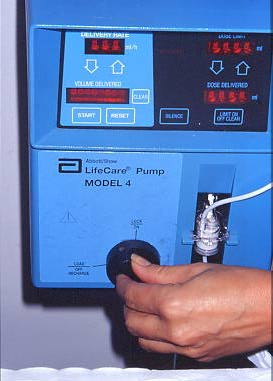 DELIVERY RATE
DOSE LIMIT
ml/h
ml
VOLUME DELIVERED
DOSE DELIVERED
CLEAR
ml
START
RESET
SILENCE
LIMIT ON
OFF CLEAR
Abbott/Shaw
LifeCare® Pump
MODEL 4
LOCK
LOAD
OFF
RECHARGE